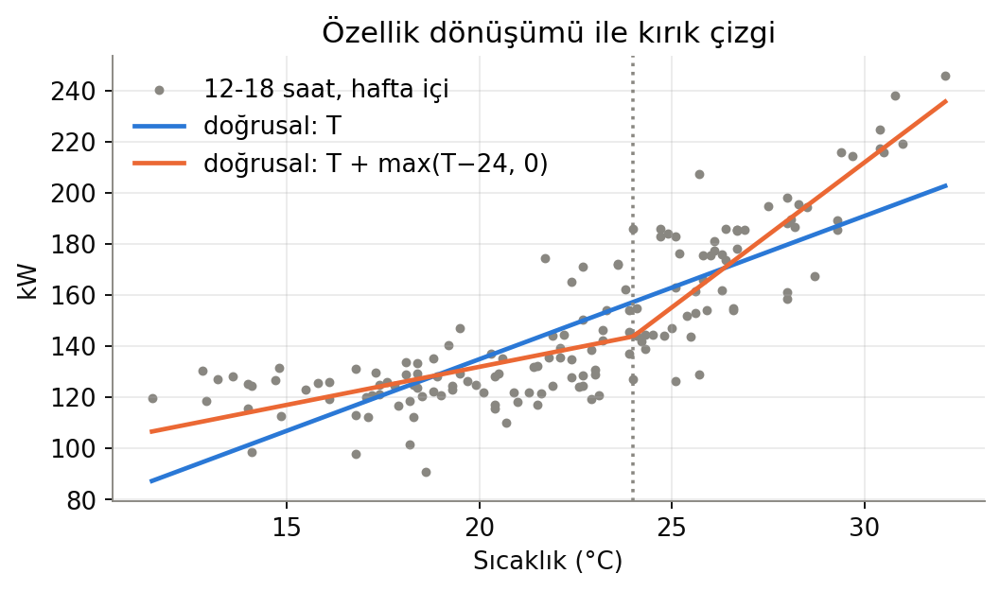 Özellik dönüşümü ile kırık çizgi
12-18 saat, hafta içi
doğrusal: T
doğrusal: T + max(T−24, 0)
240
220
200
180
160
140
120
100
80
kW
15
20
25
30
Sıcaklık (°C)